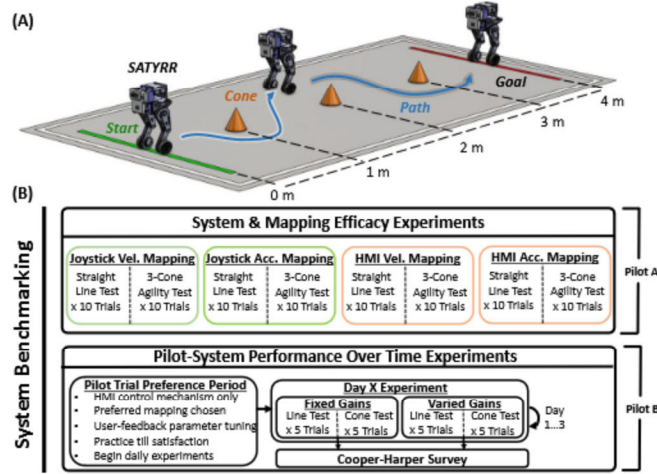 (A)
SATYRR
Cone
Start
Path
Goal
4 m
3 m
2 m
1 m
0 m
(B)
System Benchmarking
System & Mapping Efficacy Experiments
Joystick Vel. Mapping
Straight
Line Test
x 10 Trials
3-Cone
Agility Test
x 10 Trials
Joystick Acc. Mapping
Straight
Line Test
x 10 Trials
3-Cone
Agility Test
x 10 Trials
HMI Vel. Mapping
Straight
Line Test
x 10 Trials
3-Cone
Agility Test
x 10 Trials
HMI Acc. Mapping
Straight
Line Test
x 10 Trials
3-Cone
Agility Test
x 10 Trials
Pilot A
Pilot-System Performance Over Time Experiments
Pilot Trial Preference Period
• HMI control mechanism only
• Preferred mapping chosen
• User-feedback parameter tuning
• Practice till satisfaction
• Begin daily experiments
Day X Experiment
Fixed Gains
Line Test
x 5 Trials
Cone Test
x 5 Trials
Varied Gains
Line Test
x 5 Trials
Cone Test
x 5 Trials
Day
1...3
Cooper-Harper Survey
Pilot B